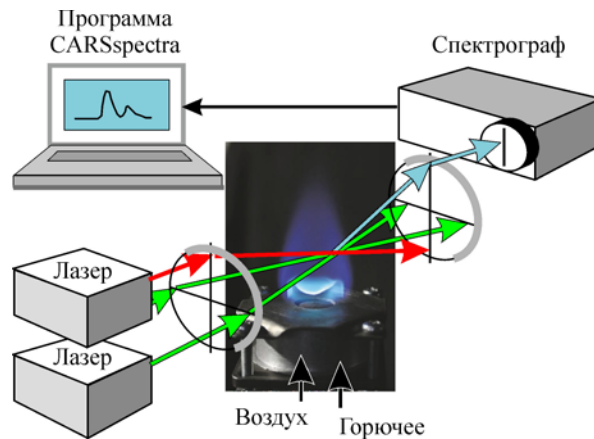 Программа
CARSspectra
Спектрограф
Лазер
Лазер
Воздух
Горючее